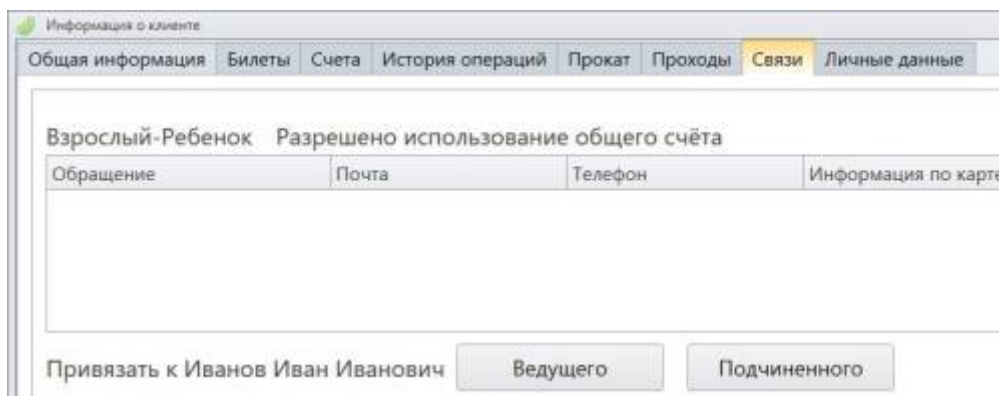 Информация о клиенте
Общая информация Билеты Счета История операций Прокат Проходы Связи Личные данные
Взрослый-Ребенок Разрешено использование общего счёта
Обращение Почта Телефон Информация по карте
Привязать к Иванов Иван Иванович Ведущего Подчиненного